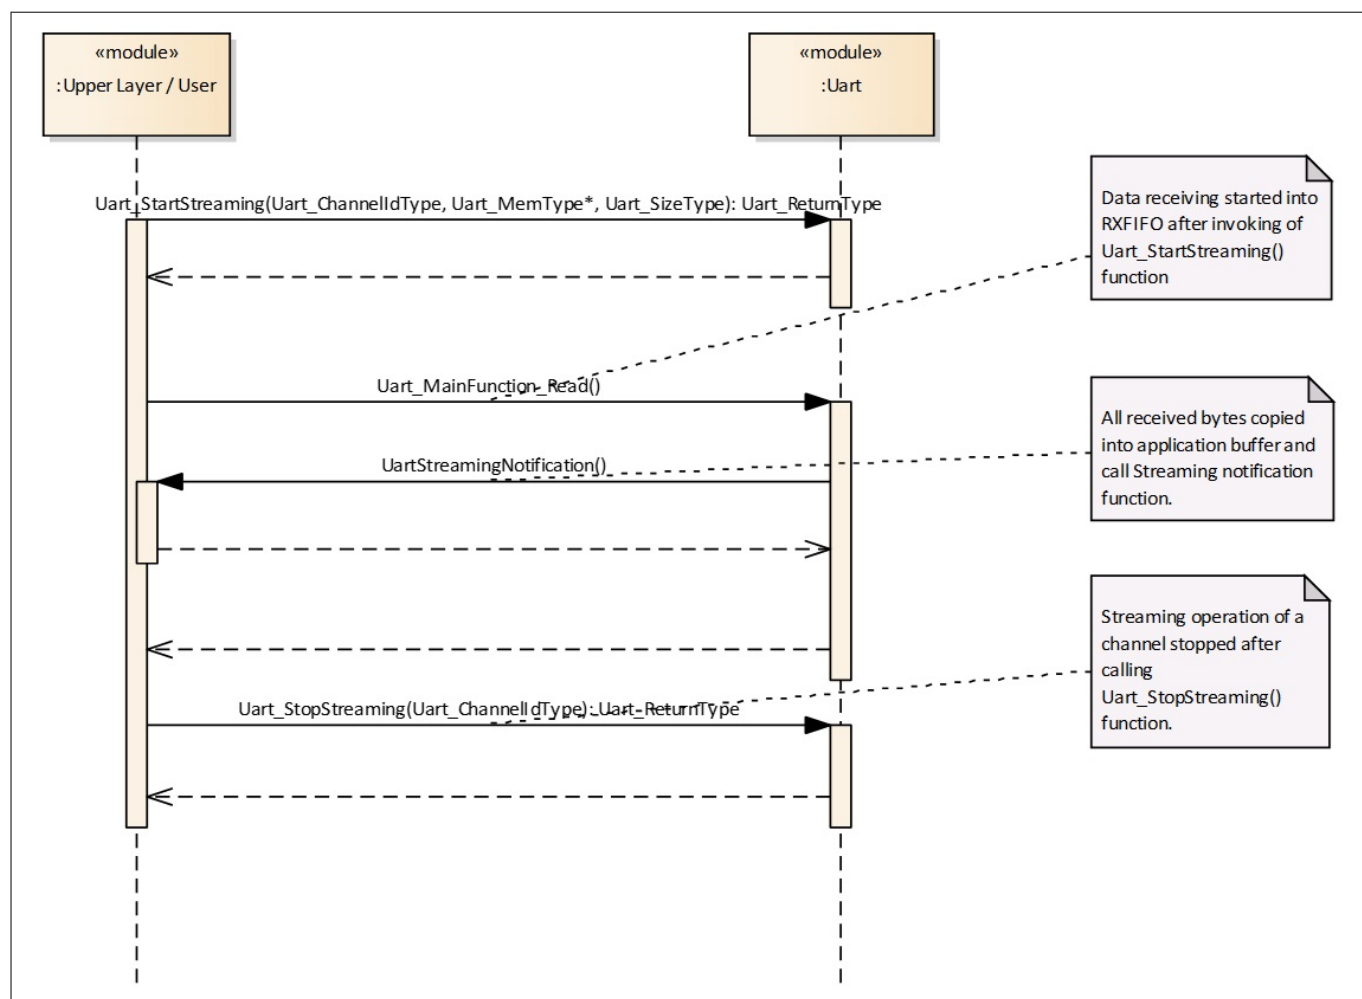 «module»
:Upper Layer / User
«module»
:Uart
Uart_StartStreaming(Uart_ChannelIdType, Uart_MemType*, Uart_SizeType): Uart_ReturnType
Data receiving started into
RXFIFO after invoking of
Uart_StartStreaming()
function
Uart_MainFunction_Read()
UartStreamingNotification()
All received bytes copied
into application buffer and
call Streaming notification
function.
Streaming operation of a
channel stopped after
calling
Uart_StopStreaming()
function.
Uart_StopStreaming(Uart_ChannelIdType): Uart_ReturnType